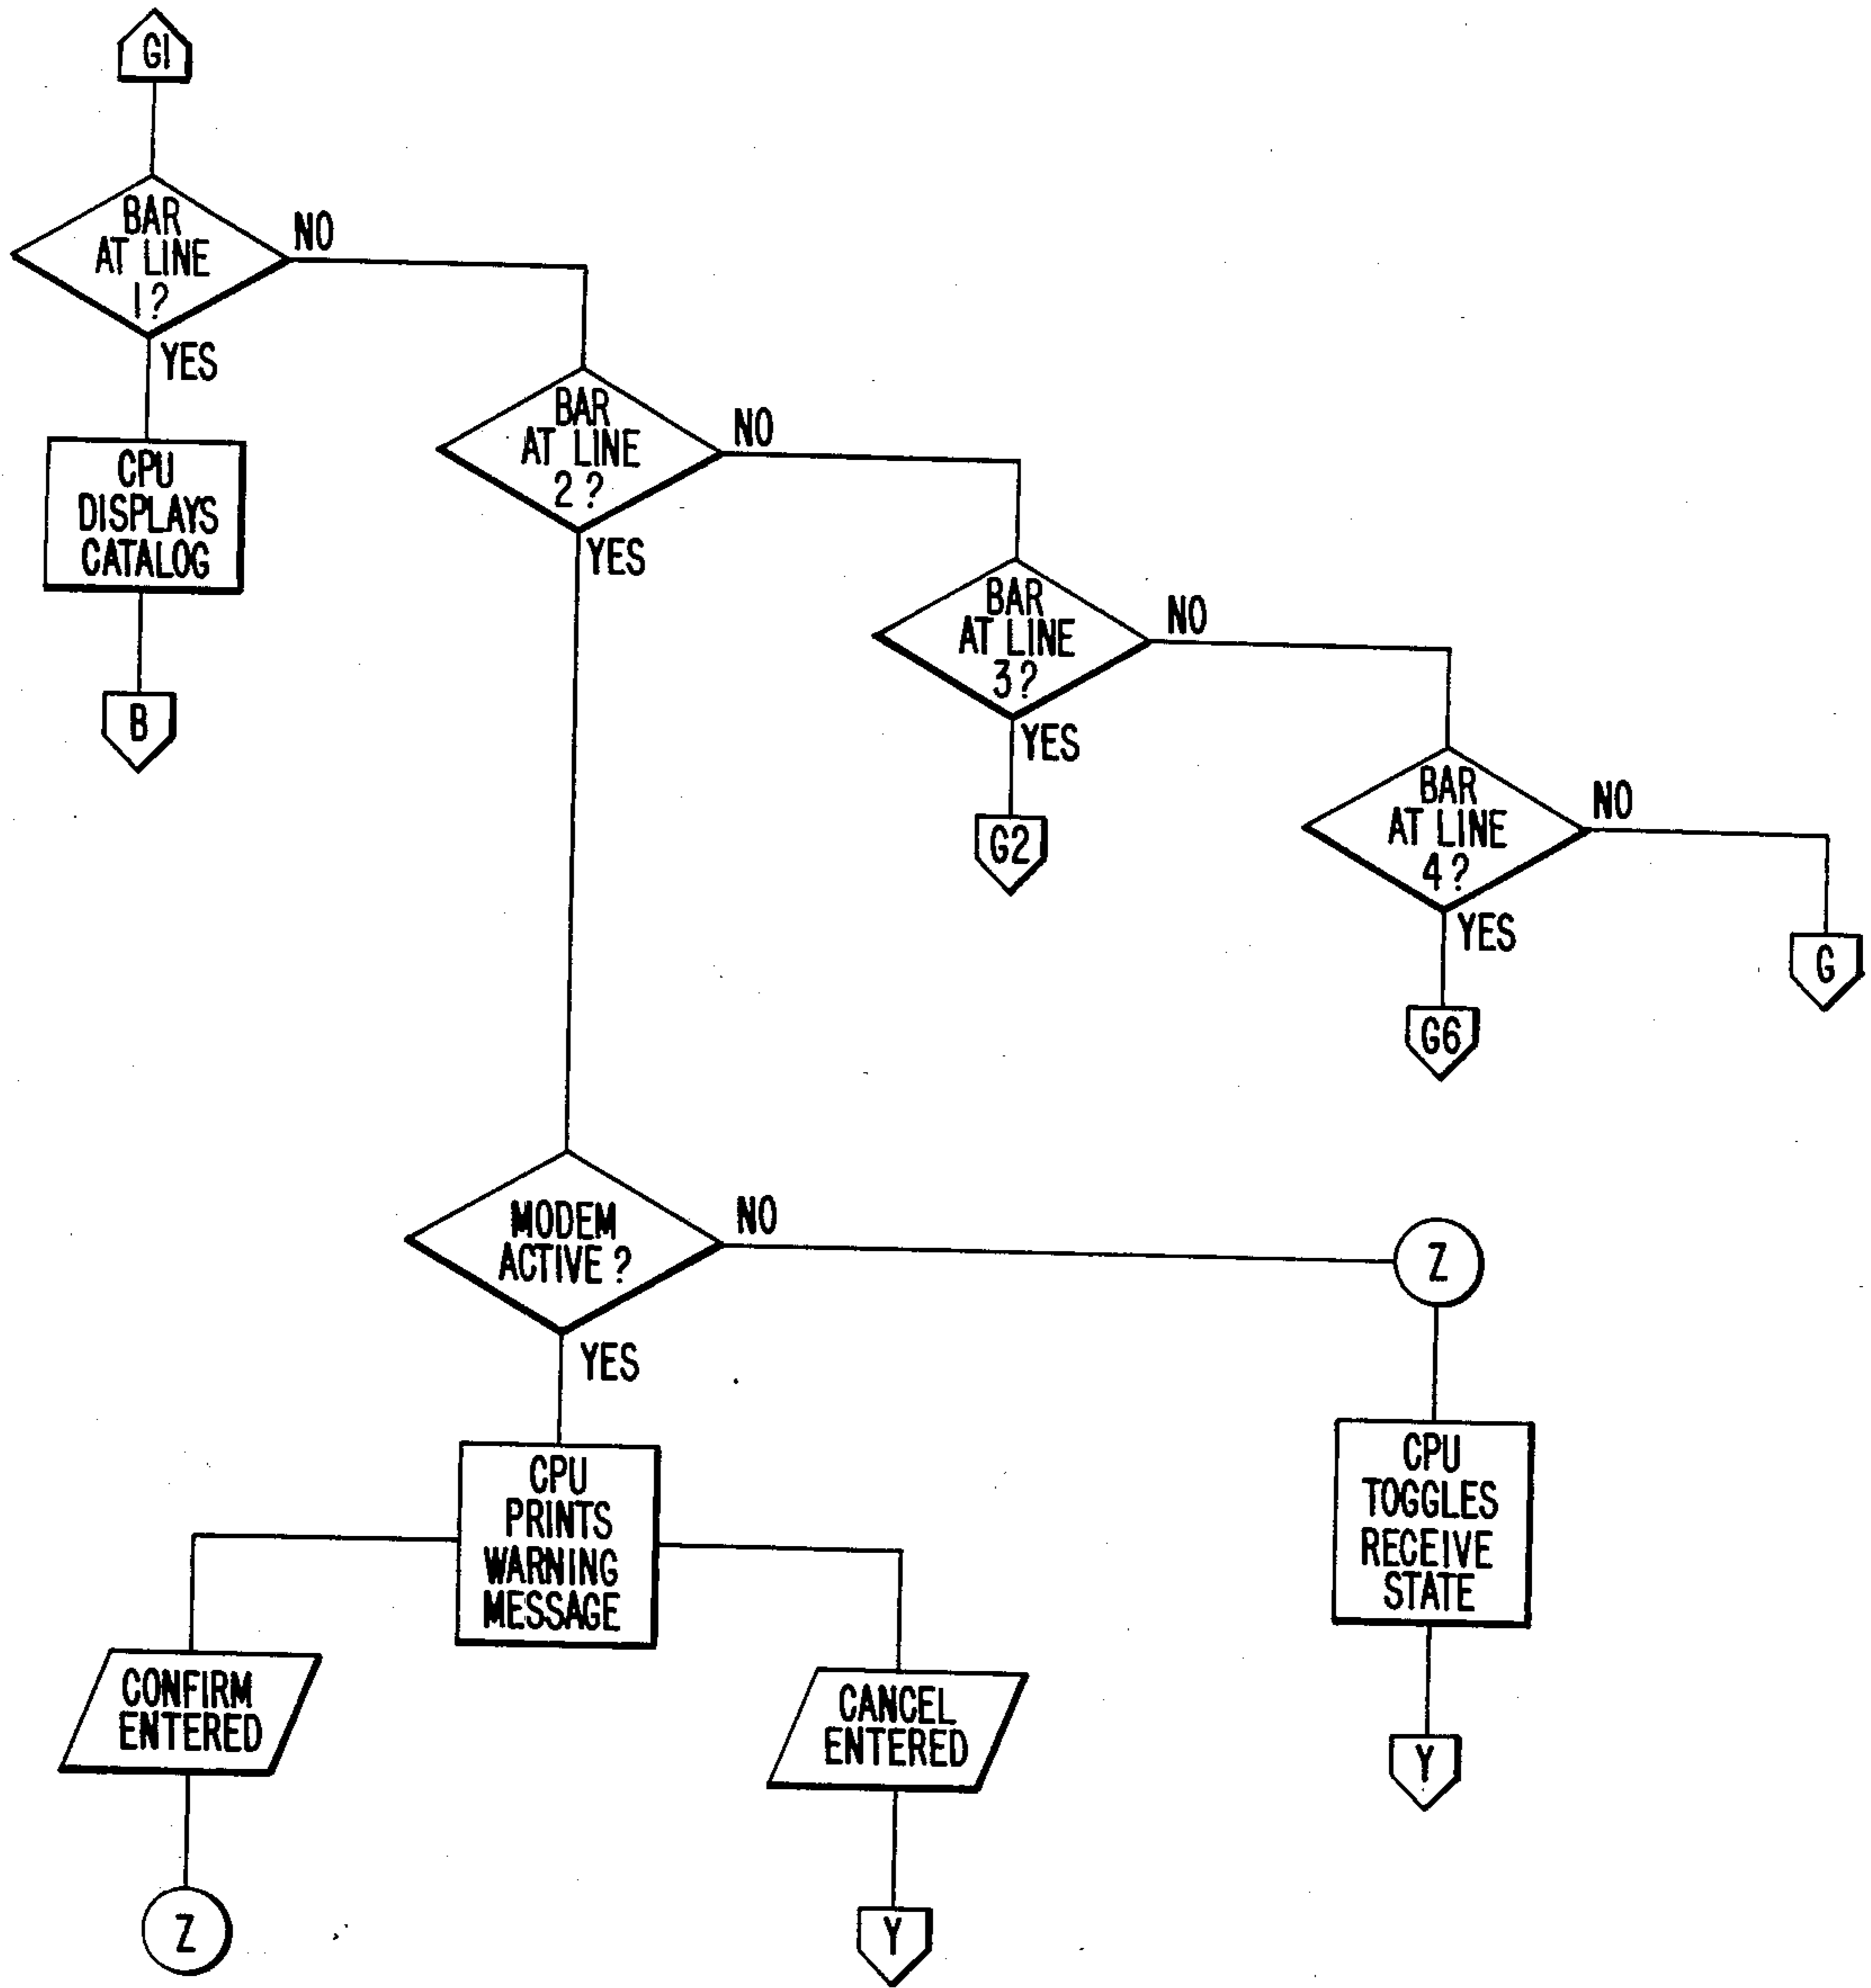 G1
BAR
AT LINE
1?
NO
YES
CPU
DISPLAYS
CATALOG
B
BAR
AT LINE
2?
NO
YES
BAR
AT LINE
3?
NO
YES
G2
BAR
AT LINE
4?
NO
YES
G6
G
MODEM
ACTIVE?
NO
YES
Z
CPU
TOGGLES
RECEIVE
STATE
Y
CPU
PRINTS
WARNING
MESSAGE
CONFIRM
ENTERED
Z
CANCEL
ENTERED
Y